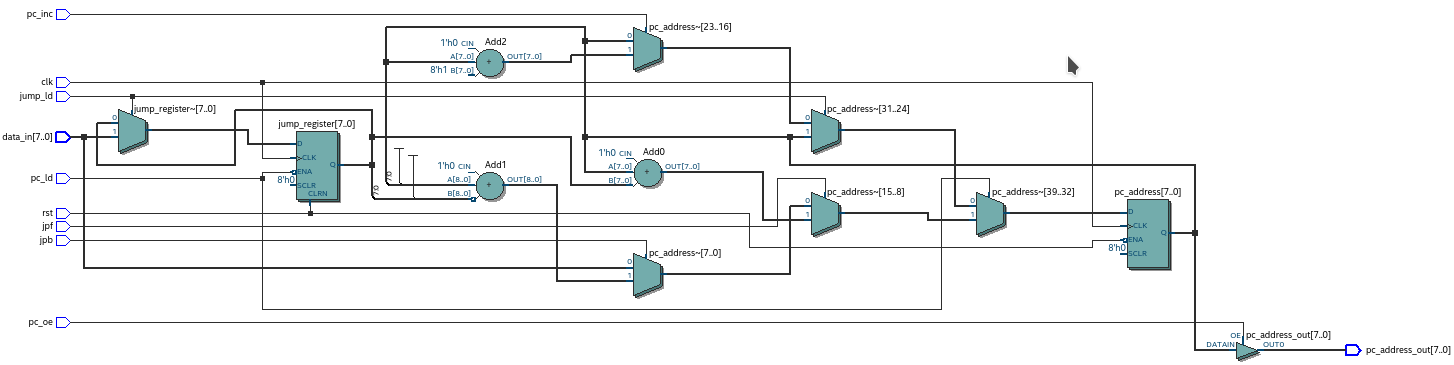 pc_inc
pc_address~[23..16]
0
1
Add2
1'h0 CIN
A[7..0]
OUT[7..0]
8'h1 B[7..0]
+
clk
jump_ld
jump_register~[7..0]
0
1
data_in[7..0]
jump_register[7..0]
D
CLK
ENA
8'h0
SCLR
CLRN
Q
pc_address~[31..24]
0
1
Add1
1'h0 CIN
A[8..0]
OUT[8..0]
B[8..0]
+
7:0
7:0
Add0
1'h0 CIN
A[7..0]
OUT[7..0]
B[7..0]
+
pc_ld
pc_address~[15..8]
0
1
pc_address~[39..32]
0
1
pc_address[7..0]
D
CLK
ENA
8'h0
SCLR
Q
rst
jpf
jpb
pc_address~[7..0]
0
1
pc_oe
OE
pc_address_out[7..0]
DATAIN
OUT0
pc_address_out[7..0]